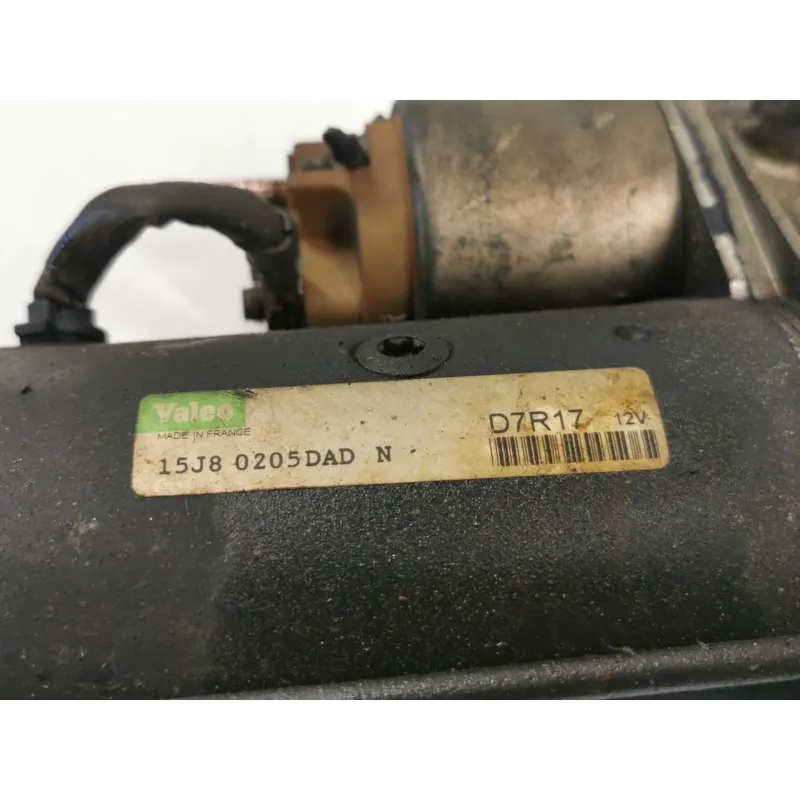 Valeo
MADE IN FRANCE
15J8 0205DAD N
D7R17 12V